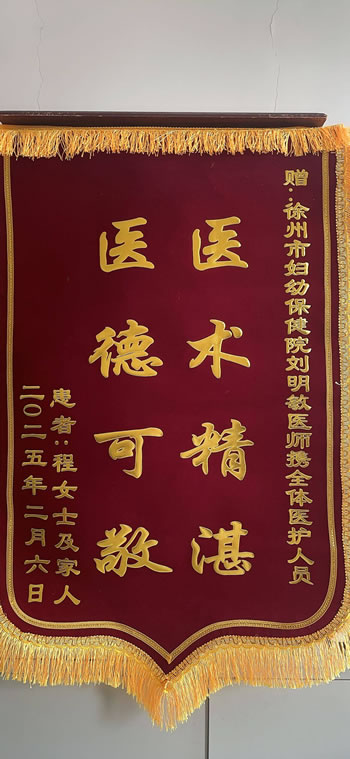 赠:徐州市妇幼保健院刘明敏医师携全体医护人员
医术精湛
医德可敬
患者:程女士及家人
二〇二五年二月六日